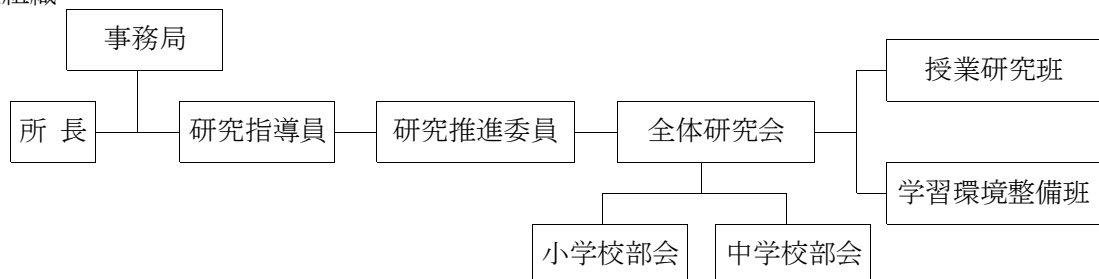 事務局
授業研究班
所 長
研究指導員
研究推進委員
全体研究会
学習環境整備班
小学校部会
中学校部会